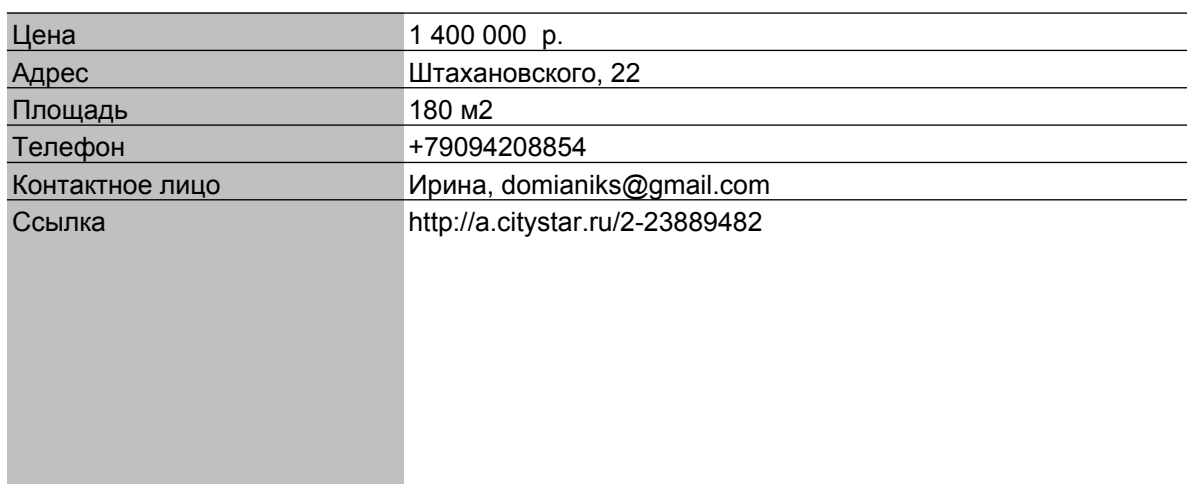 Цена 1 400 000 р.
Адрес Штахановского, 22
Площадь 180 м2
Телефон +79094208854
Контактное лицо Ирина, domianiks@gmail.com
Ссылка http://a.citystar.ru/2-23889482